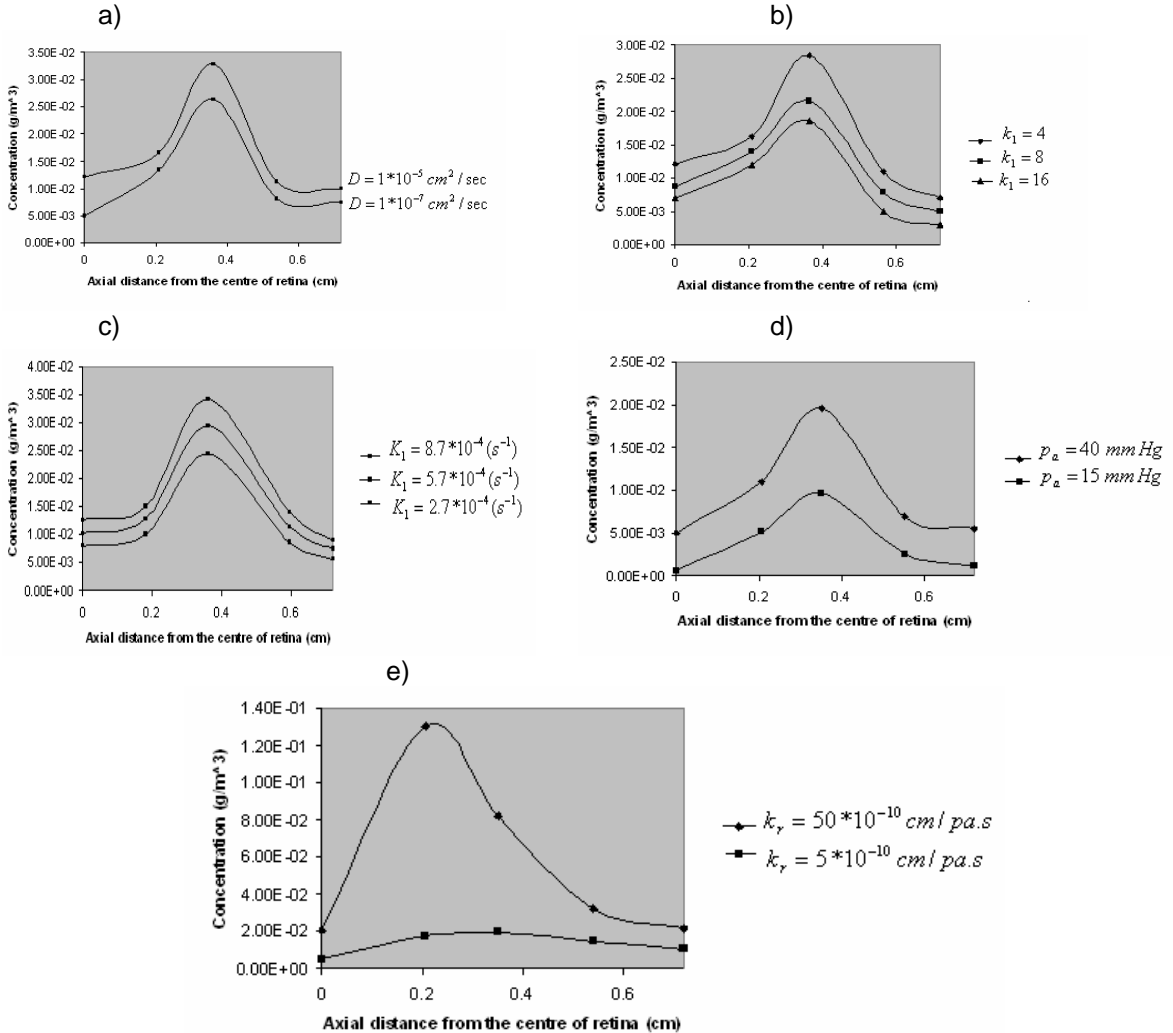 a)
3.50E-02
3.00E-02
2.50E-02
2.00E-02
1.50E-02
1.00E-02
5.00E-03
0.00E+00
Concentration (g/m^3)
0 0.2 0.4 0.6
Axial distance from the centre of retina (cm)
D = 1*10⁻⁵ cm² / sec
D = 1*10⁻⁷ cm² / sec
b)
3.00E-02
2.50E-02
2.00E-02
1.50E-02
1.00E-02
5.00E-03
0.00E+00
Concentration (g/m^3)
0 0.2 0.4 0.6
Axial distance from the centre of retina (cm)
k₁ = 4
k₁ = 8
k₁ = 16
c)
4.00E-02
3.50E-02
3.00E-02
2.50E-02
2.00E-02
1.50E-02
1.00E-02
5.00E-03
0.00E+00
Concentration (g/m^3)
0 0.2 0.4 0.6
Axial distance from the centre of retina (cm)
K₁ = 8.7*10⁻⁴ (s⁻¹)
K₁ = 5.7*10⁻⁴ (s⁻¹)
K₁ = 2.7*10⁻⁴ (s⁻¹)
d)
2.50E-02
2.00E-02
1.50E-02
1.00E-02
5.00E-03
0.00E+00
Concentration (g/m^3)
0 0.2 0.4 0.6
Axial distance from the centre of retina (cm)
pₐ = 40 mmHg
pₐ = 15 mmHg
e)
1.40E-01
1.20E-01
1.00E-01
8.00E-02
6.00E-02
4.00E-02
2.00E-02
0.00E+00
Concentration (g/m^3)
0 0.2 0.4 0.6
Axial distance from the centre of retina (cm)
kᵧ = 50*10⁻¹⁰ cm/ pa.s
kᵧ = 5*10⁻¹⁰ cm/ pa.s